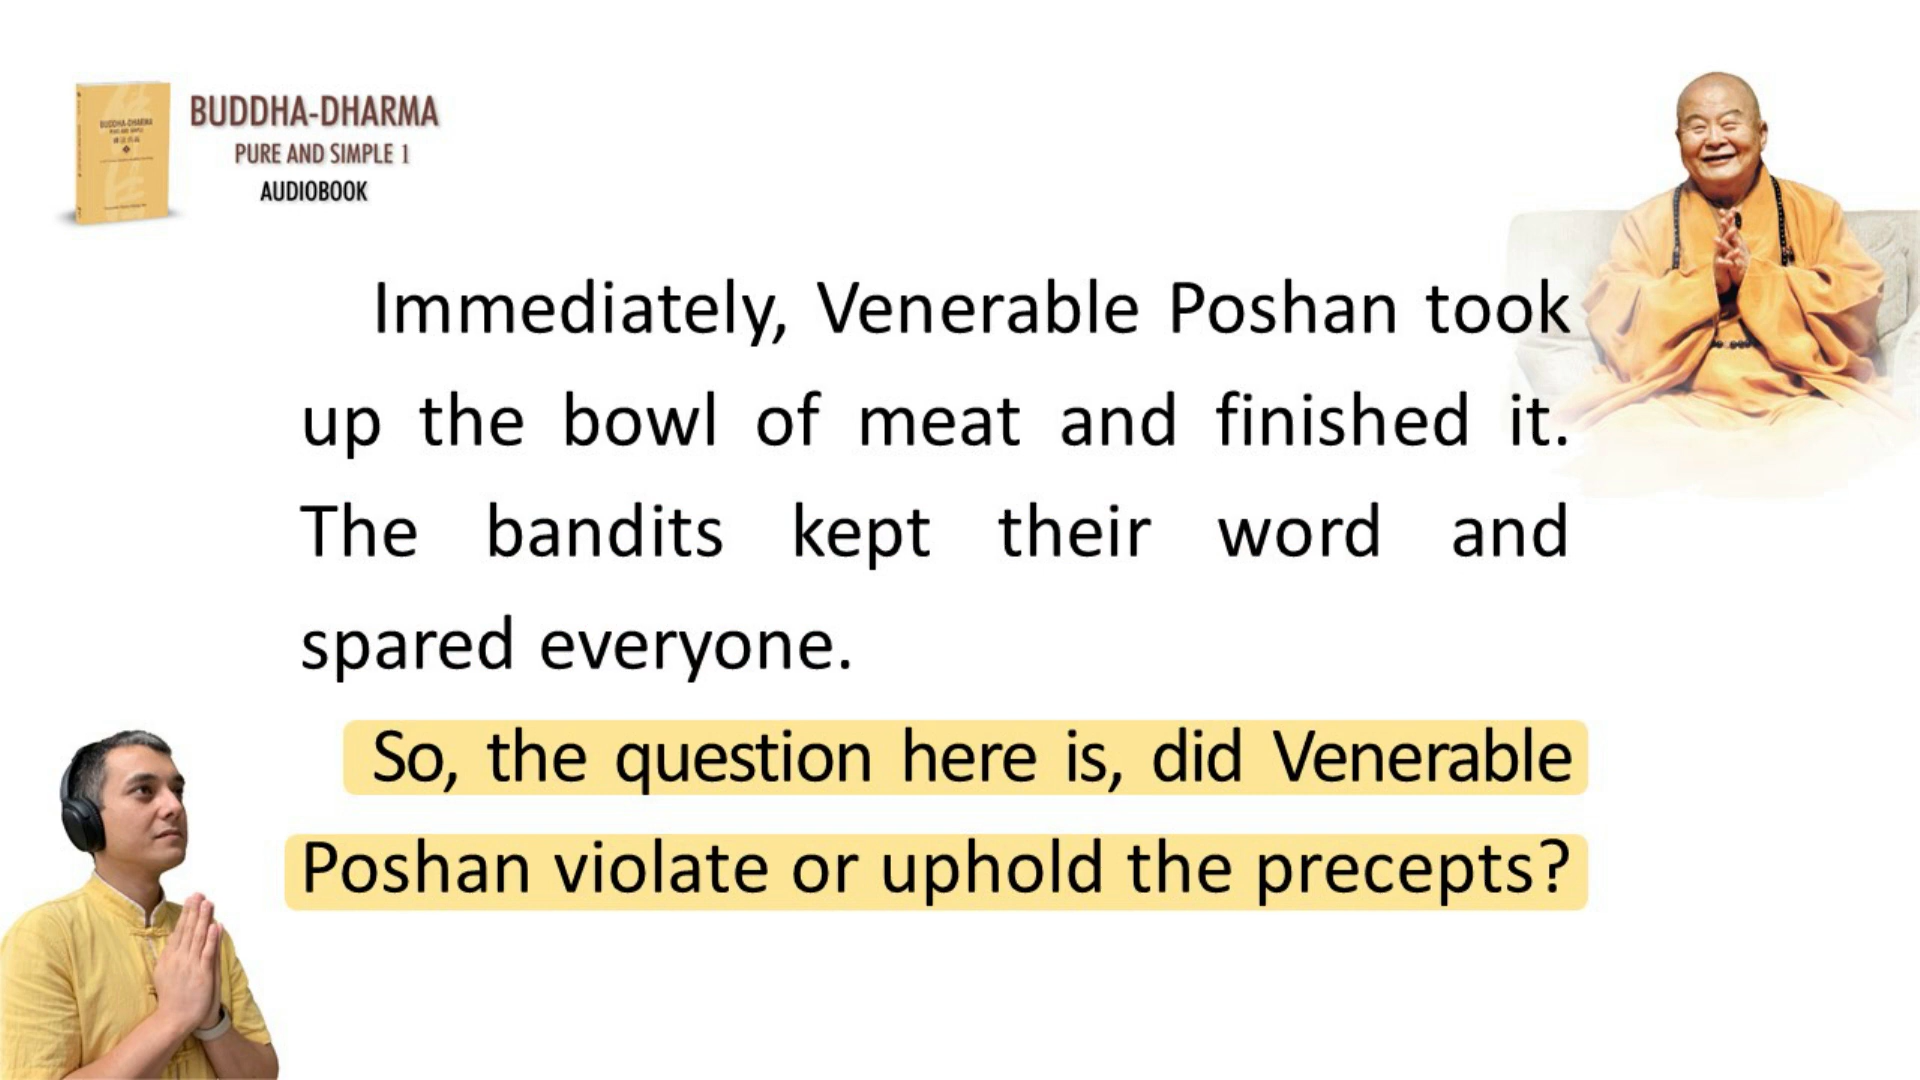 BUDDHA-DHARMA
PURE AND SIMPLE 1
AUDIOBOOK
BUDDHA-DHARMA
Immediately, Venerable Poshan took
up the bowl of meat and finished it.
The bandits kept their word and
spared everyone.
So, the question here is, did Venerable
Poshan violate or uphold the precepts?